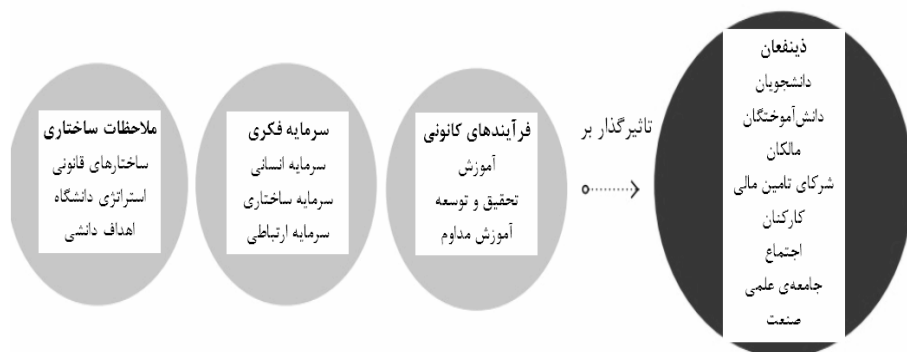 ملاحظات ساختاری
ساختارهای قانونی
استراتژی دانشگاه
اهداف دانشی
سرمایه فکری
سرمایه انسانی
سرمایه ساختاری
سرمایه ارتباطی
فرآیندهای کانونی
آموزش
تحقیق و توسعه
آموزش مداوم
تاثیرگذار بر
ذینفعان
دانشجویان
دانش‌آموختگان
مالکان
شرکای تامین مالی
کارکنان
اجتماع
جامعه‌ی علمی
صنعت